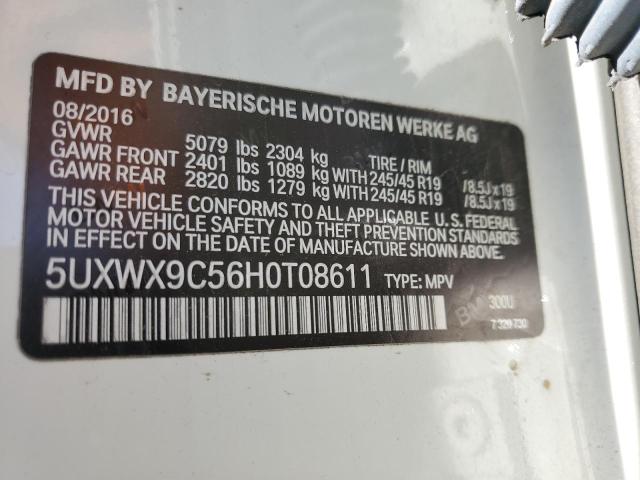 MFD BY BAYERISCHE MOTOREN WERKE AG
08/2016
GVWR 5079 lbs 2304 kg TIRE / RIM
GAWR FRONT 2401 lbs 1089 kg WITH 245/45 R19 /8.5J x 19
GAWR REAR 2820 lbs 1279 kg WITH 245/45 R19 /8.5J x 19
THIS VEHICLE CONFORMS TO ALL APPLICABLE U. S. FEDERAL
MOTOR VEHICLE SAFETY AND THEFT PREVENTION STANDARDS
IN EFFECT ON THE DATE OF MANUFACTURE SHOWN ABOVE.
5UXWX9C56H0T08611 TYPE: MPV
300U
7 320 730